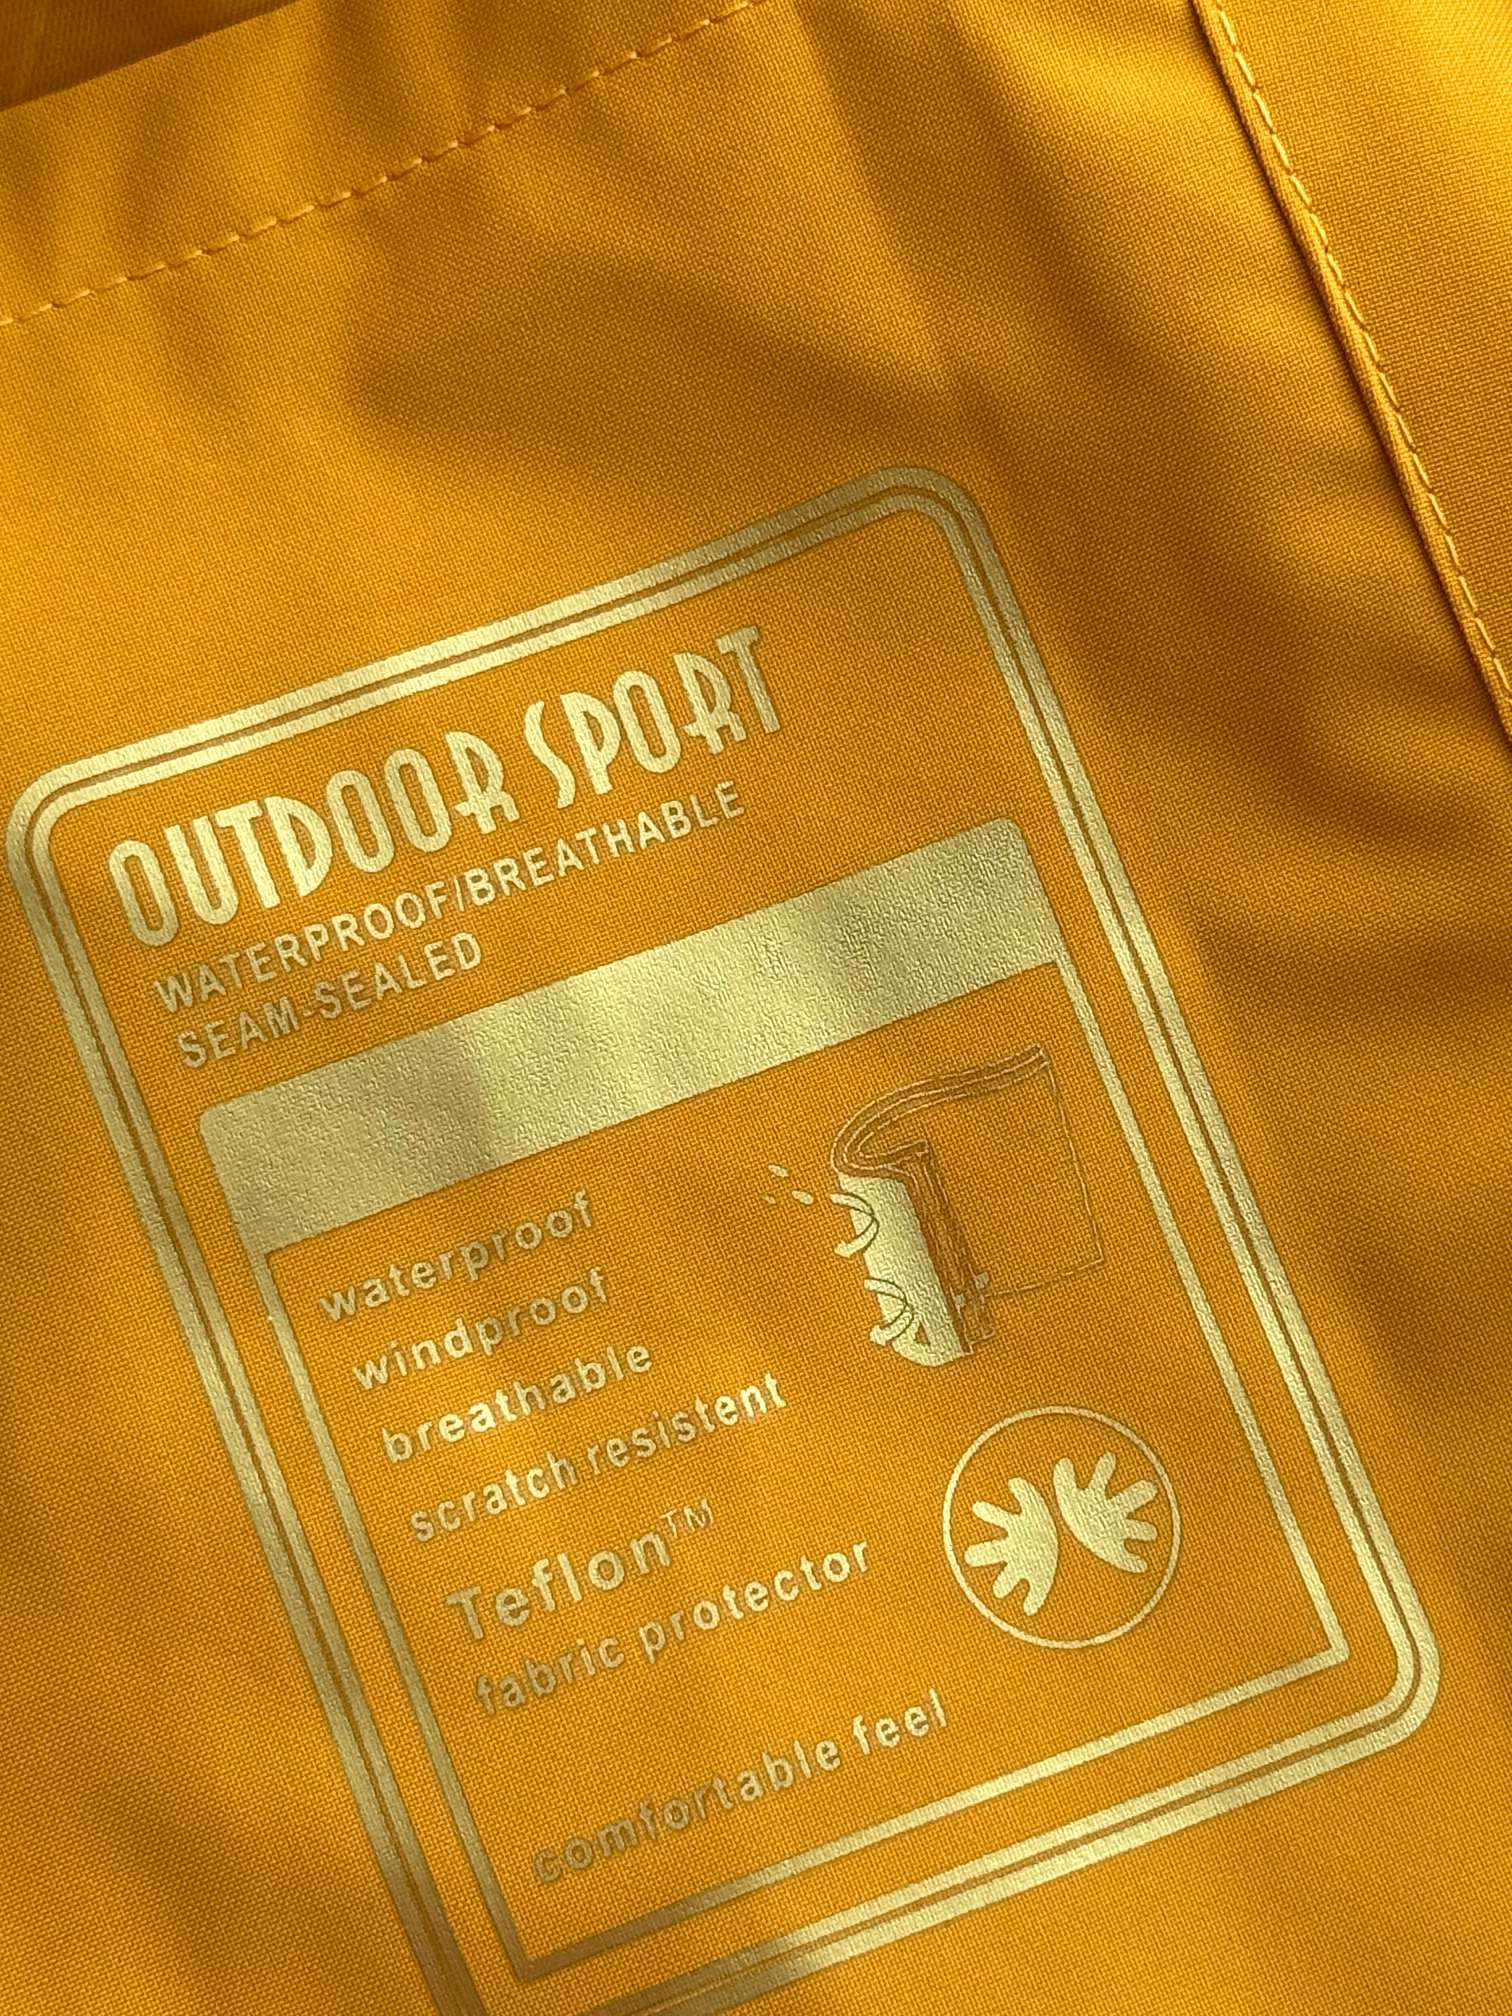 OUTDOOR SPORT
WATERPROOF/BREATHABLE
SEAM-SEALED
waterproof
windproof
breathable
scratch resistent
Teflon™
fabric protector
comfortable feel